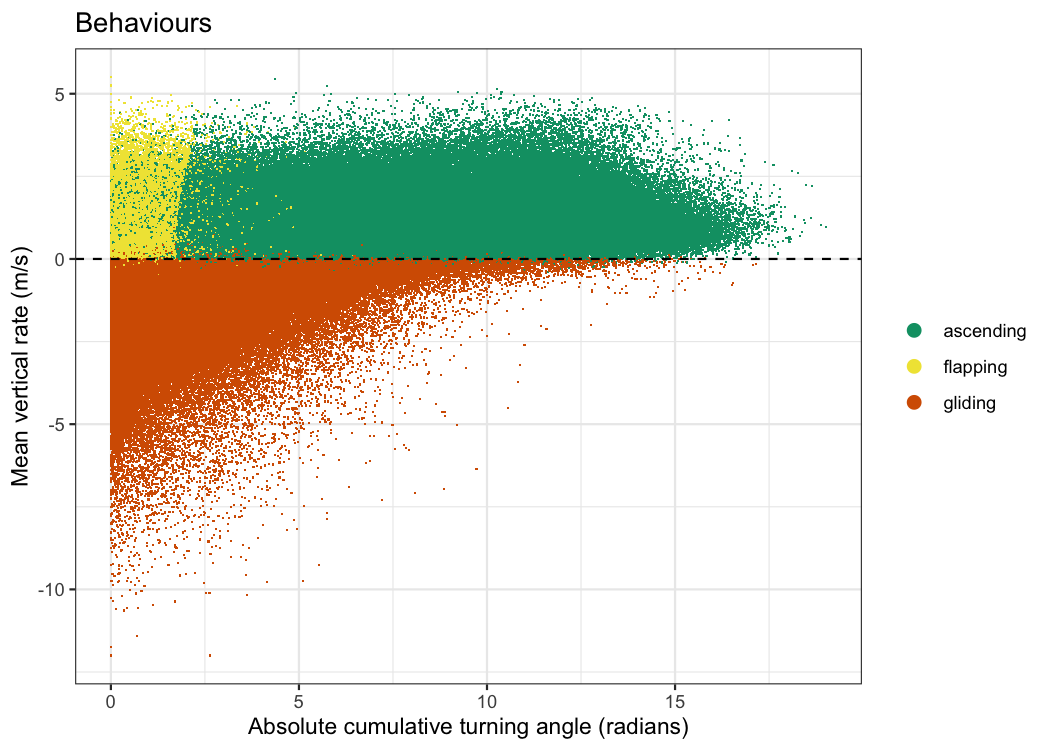 Behaviours
Mean vertical rate (m/s)
5
0
-5
-10
0 5 10 15
Absolute cumulative turning angle (radians)
ascending
flapping
gliding